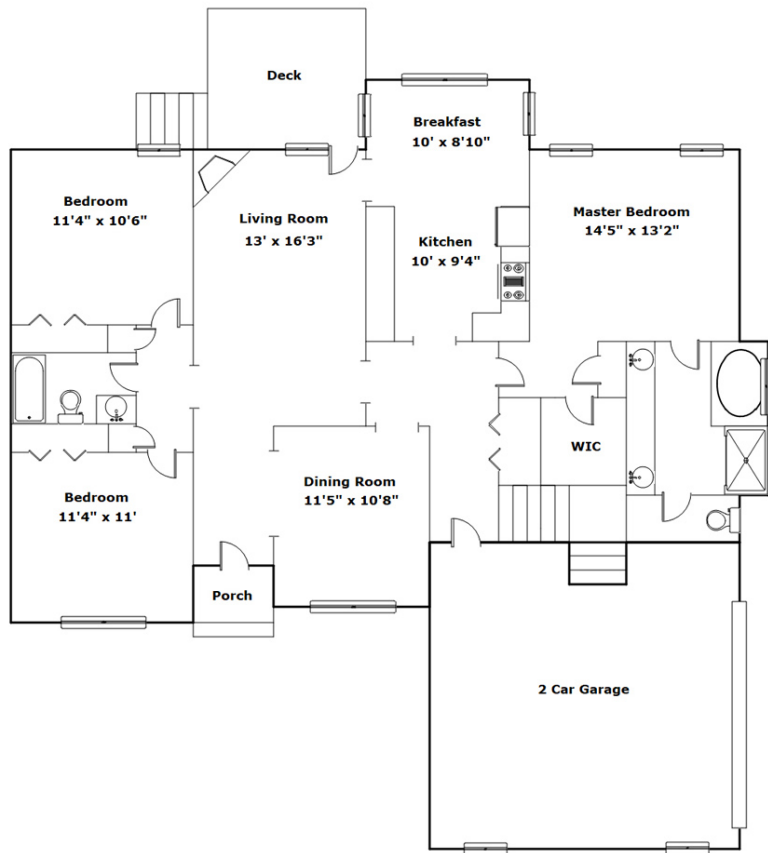 Deck
Breakfast
10' x 8'10"
Bedroom
11'4" x 10'6"
Living Room
13' x 16'3"
Kitchen
10' x 9'4"
Master Bedroom
14'5" x 13'2"
WIC
Dining Room
11'5" x 10'8"
Bedroom
11'4" x 11'
Porch
2 Car Garage